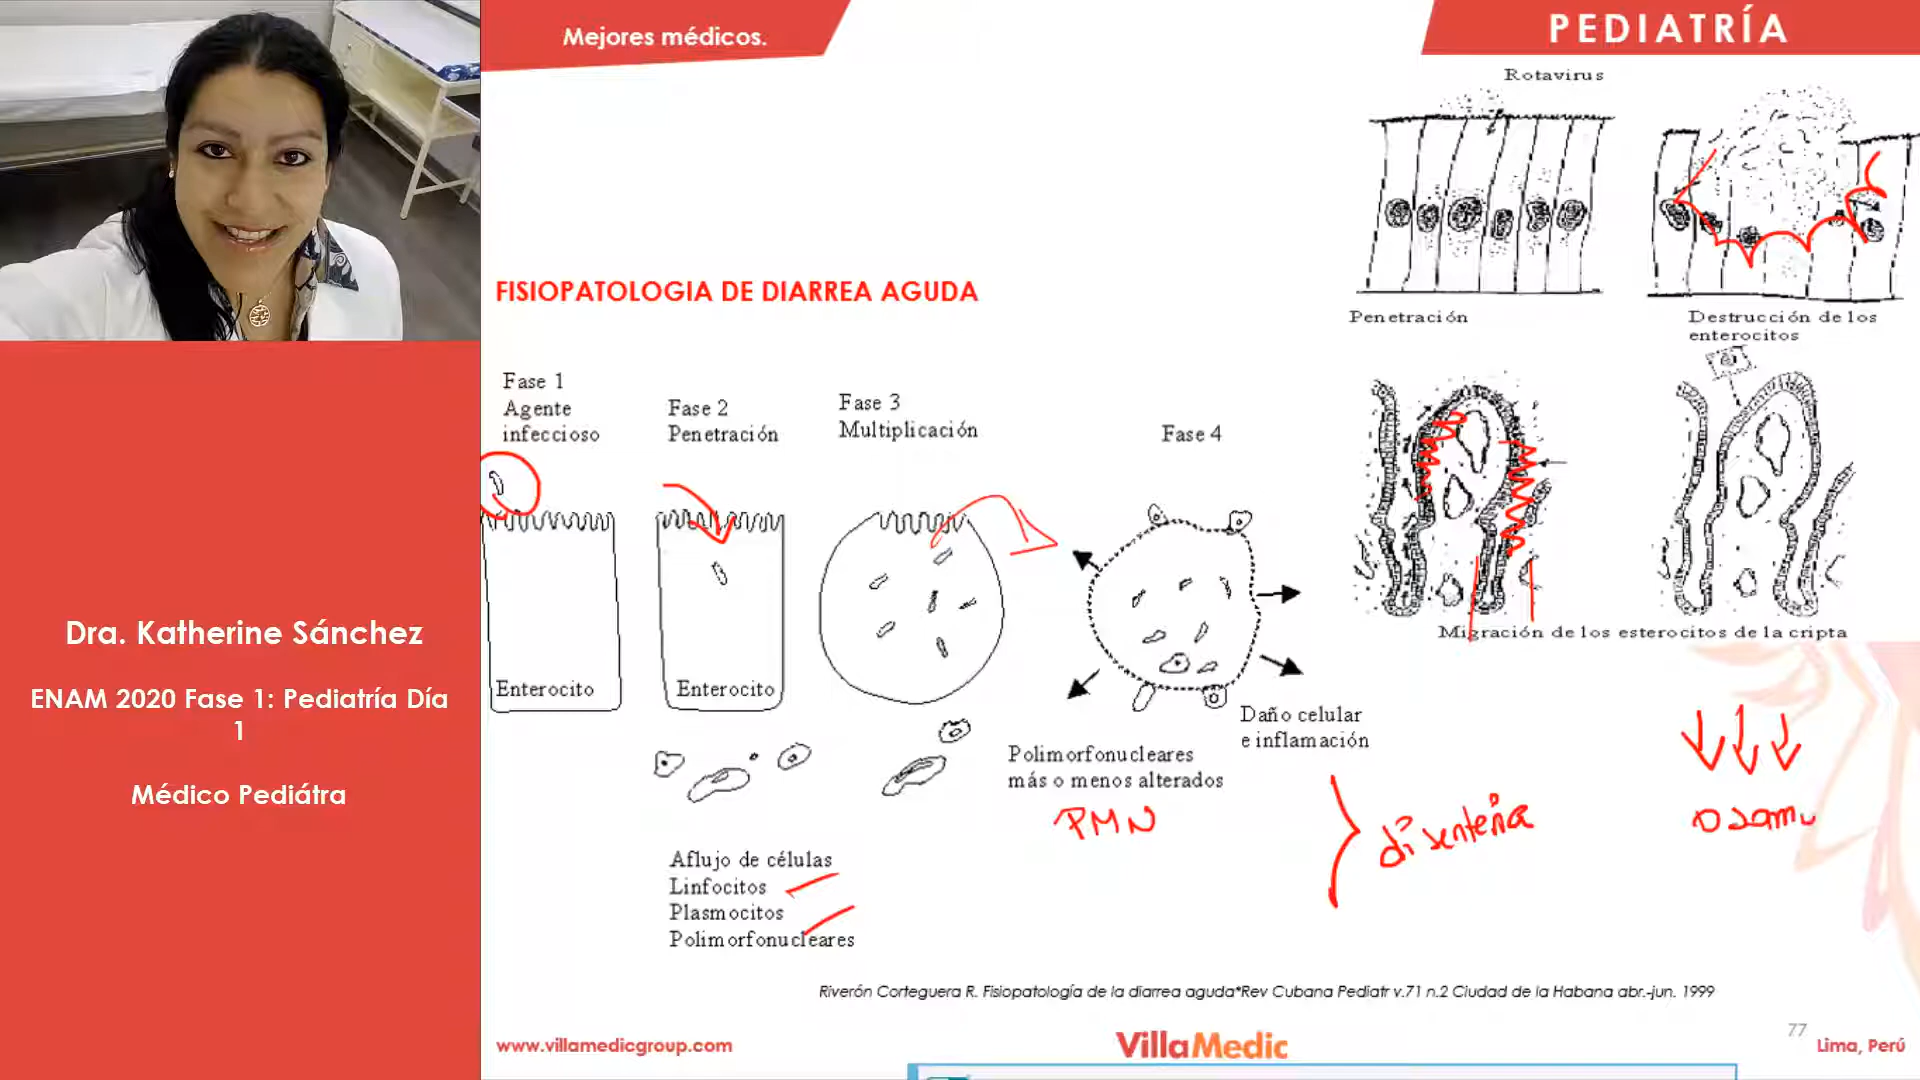 Mejores médicos.
PEDIATRÍA
Rotavirus
Penetración
Destrucción de los
enterocitos
FISIOPATOLOGIA DE DIARREA AGUDA
Fase 1
Agente
infeccioso
Fase 2
Penetración
Fase 3
Multiplicación
Fase 4
Enterocito
Enterocito
Migración de los esterocitos de la cripta
Daño celular
e inflamación
Polimorfonucleares
más o menos alterados
PMN
disentería
Aflujo de células
Linfocitos
Plasmocitos
Polimorfonucleares
Dra. Katherine Sánchez
ENAM 2020 Fase 1: Pediatría Día
1
Médico Pediátra
Riverón Corteguera R. Fisiopatología de la diarrea aguda*Rev Cubana Pediatr v.71 n.2 Ciudad de la Habana abr.-jun. 1999
www.villamedicgroup.com
VillaMedic
77
Lima, Perú